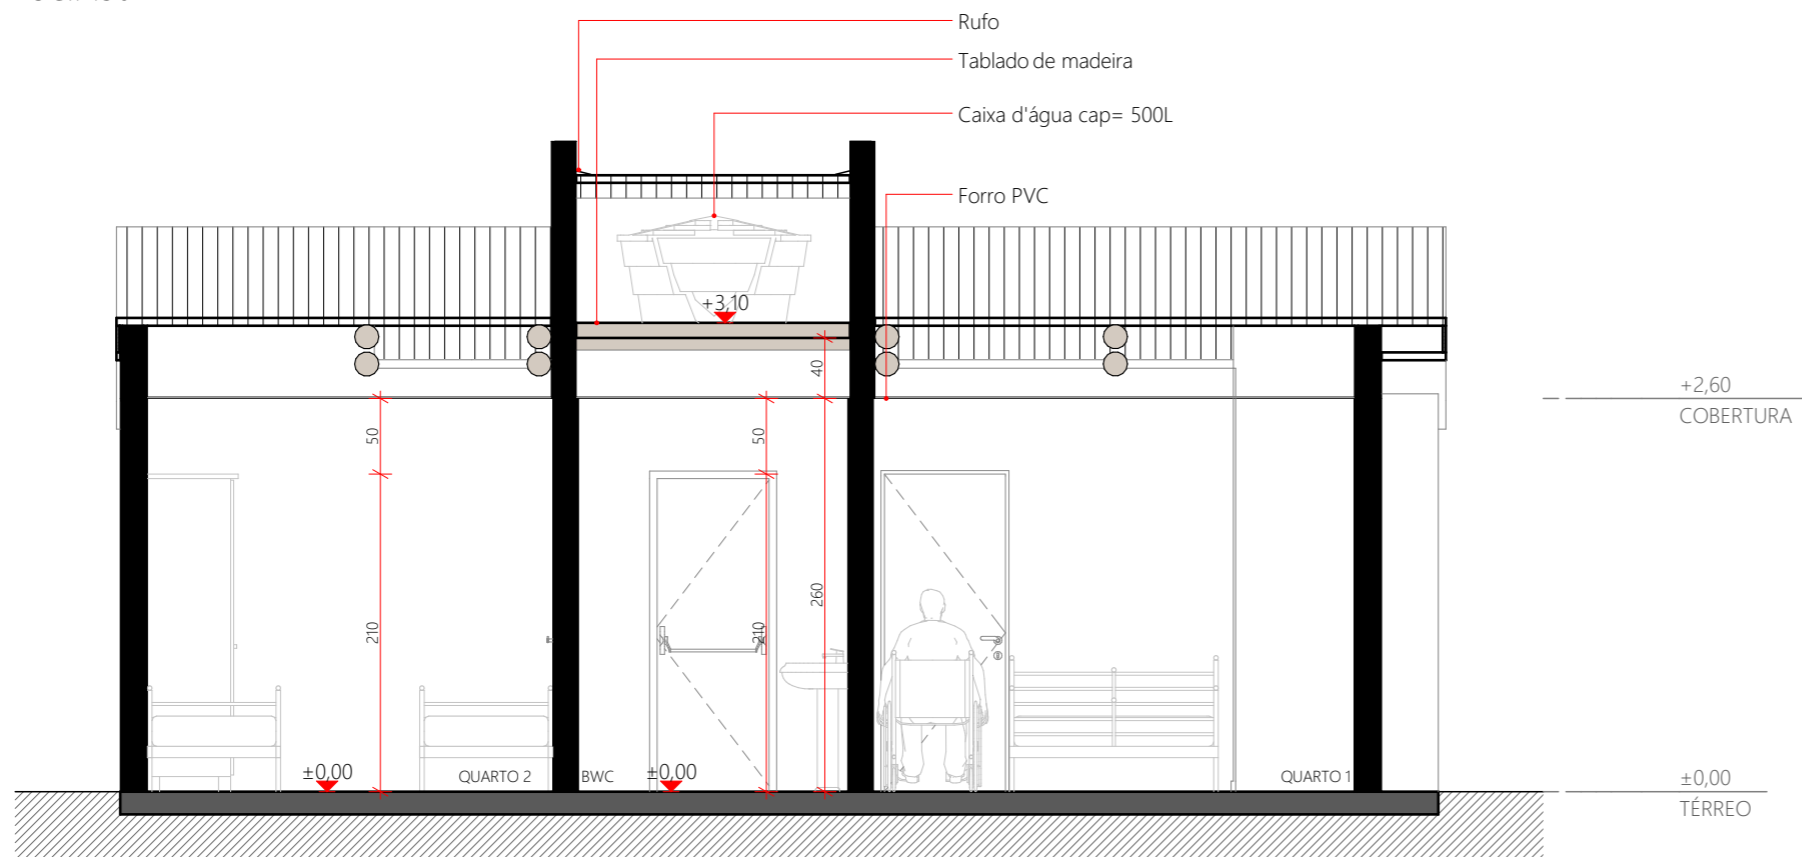 Rufo
Tablado de madeira
Caixa d'água cap= 500L
Forro PVC
+3,10
40
+2,60
COBERTURA
50
50
260
210
210
±0,00
QUARTO 2
BWC
±0,00
QUARTO 1
±0,00
TÉRREO